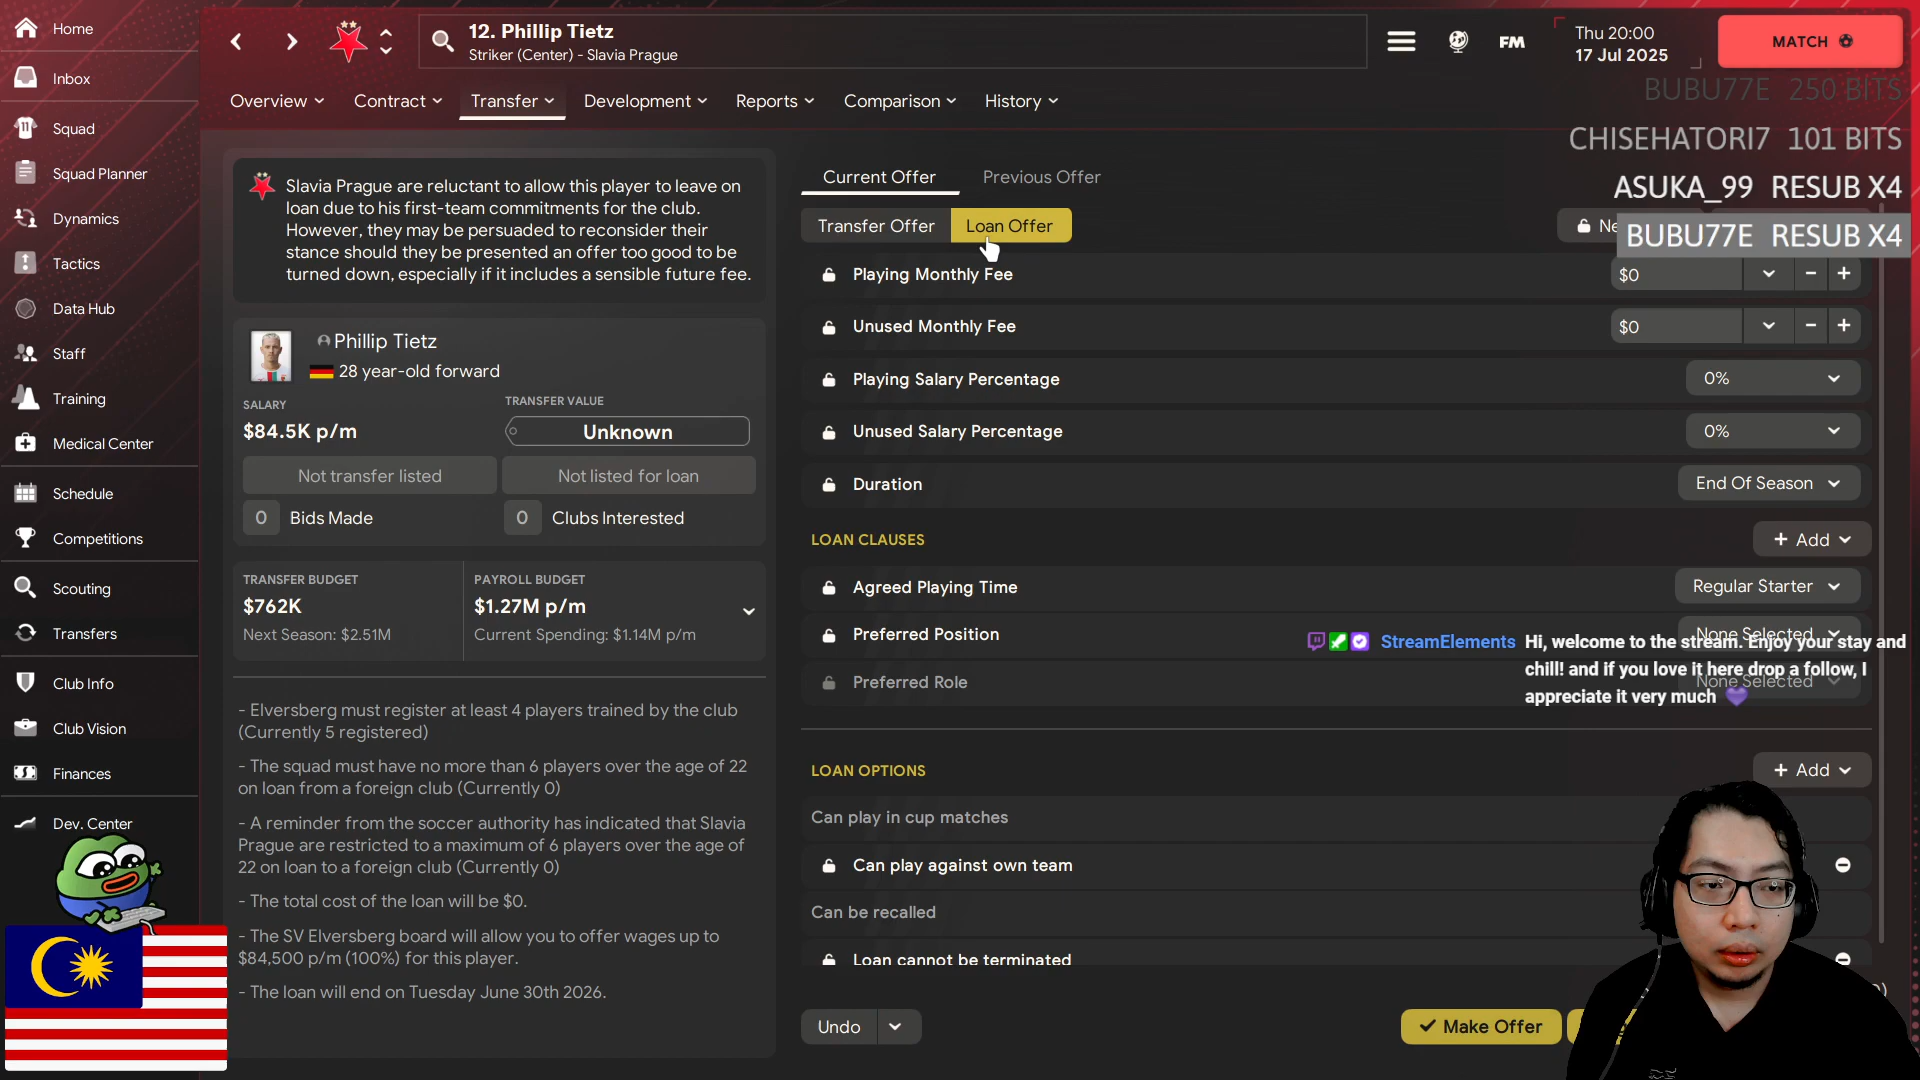 Home
Inbox
Squad
Squad Planner
Dynamics
Tactics
Data Hub
Staff
Training
Medical Center
Schedule
Competitions
Scouting
Transfers
Club Info
Club Vision
Finances
Dev. Center
12. Phillip Tietz
Striker (Center) - Slavia Prague
FM
Thu 20:00
17 Jul 2025
MATCH
Overview
Contract
Transfer
Development
Reports
Comparison
History
BUBU77E 250 BITS
CHISEHATORI7 101 BITS
ASUKA_99 RESUB X4
BUBU77E RESUB X4
Slavia Prague are reluctant to allow this player to leave on
loan due to his first-team commitments for the club.
However, they may be persuaded to reconsider their
stance should they be presented an offer too good to be
turned down, especially if it includes a sensible future fee.
Phillip Tietz
28 year-old forward
SALARY
$84.5K p/m
TRANSFER VALUE
Unknown
Not transfer listed
Not listed for loan
0 Bids Made
0 Clubs Interested
TRANSFER BUDGET
$762K
Next Season: $2.51M
PAYROLL BUDGET
$1.27M p/m
Current Spending: $1.14M p/m
- Elversberg must register at least 4 players trained by the club
(Currently 5 registered)
- The squad must have no more than 6 players over the age of 22
on loan from a foreign club (Currently 0)
- A reminder from the soccer authority has indicated that Slavia
Prague are restricted to a maximum of 6 players over the age of
22 on loan to a foreign club (Currently 0)
- The total cost of the loan will be $0.
- The SV Elversberg board will allow you to offer wages up to
$84,500 p/m (100%) for this player.
- The loan will end on Tuesday June 30th 2026.
Current Offer
Previous Offer
Transfer Offer
Loan Offer
Ne
Playing Monthly Fee
$0
Unused Monthly Fee
$0
Playing Salary Percentage
0%
Unused Salary Percentage
0%
Duration
End Of Season
LOAN CLAUSES
+ Add
Agreed Playing Time
Regular Starter
Preferred Position
None Selected
Preferred Role
None Selected
StreamElements Hi, welcome to the stream. Enjoy your stay and
chill! and if you love it here drop a follow, I
appreciate it very much
LOAN OPTIONS
+ Add
Can play in cup matches
Can play against own team
Can be recalled
Loan cannot be terminated
Undo
Make Offer